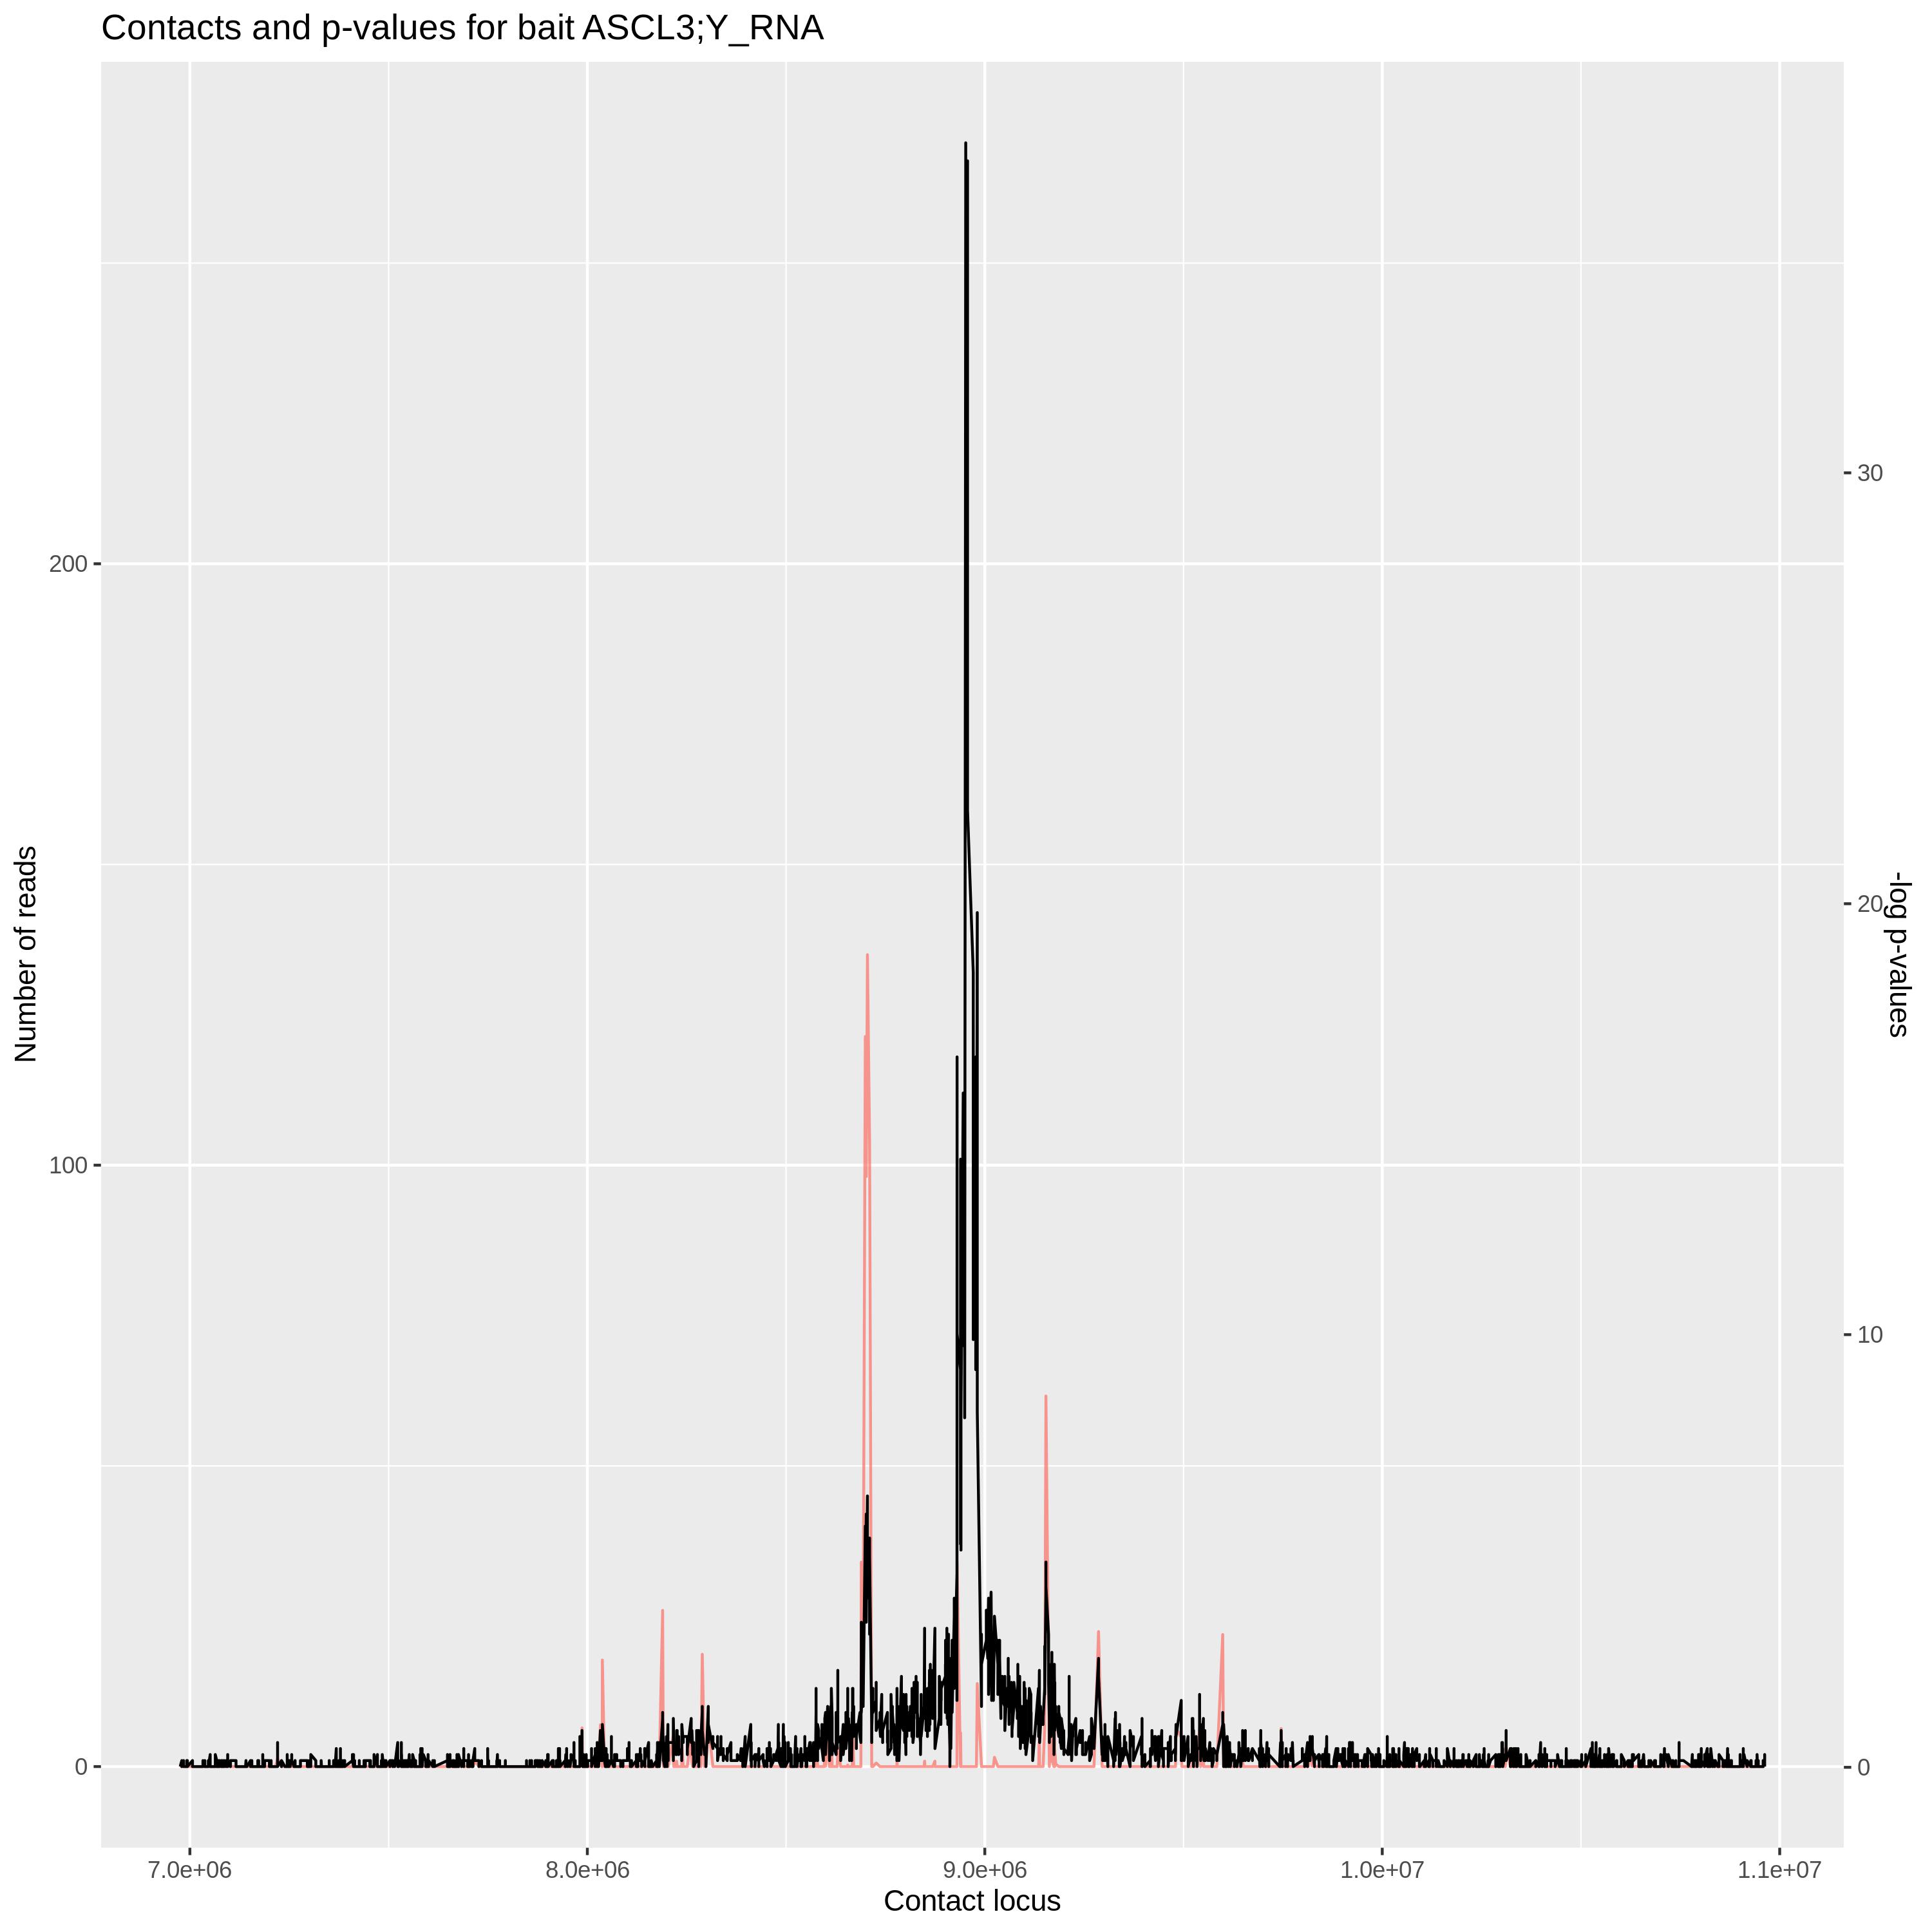 Contacts and p-values for bait ASCL3;Y_RNA
Number of reads
200
100
0
30
20
10
0
-log p-values
7.0e+06
8.0e+06
9.0e+06
1.0e+07
1.1e+07
Contact locus